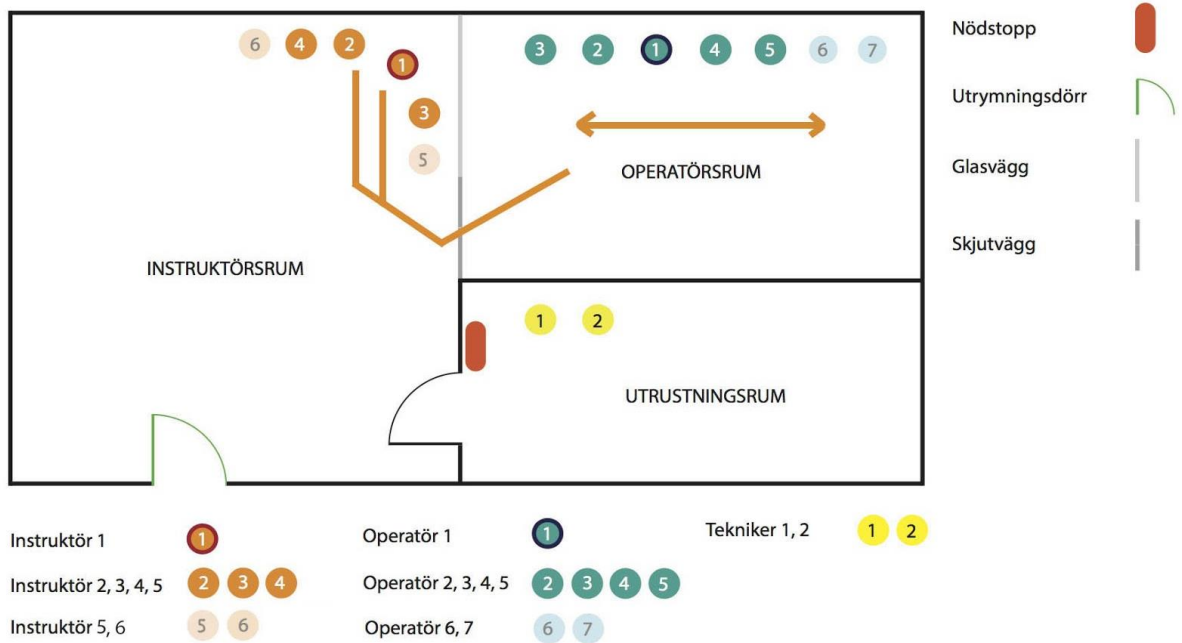 Nödstopp
6 4 2 1 3 5
3 2 1 4 5 6 7
Utrymningsdörr
Glasvägg
OPERATÖRSRUM
Skjutvägg
INSTRUKTÖRSRUM
1 2
UTRUSTNINGSRUM
Instruktör 1 1
Operatör 1 1
Tekniker 1, 2 1 2
Instruktör 2, 3, 4, 5 2 3 4
Operatör 2, 3, 4, 5 2 3 4 5
Instruktör 5, 6 5 6
Operatör 6, 7 6 7